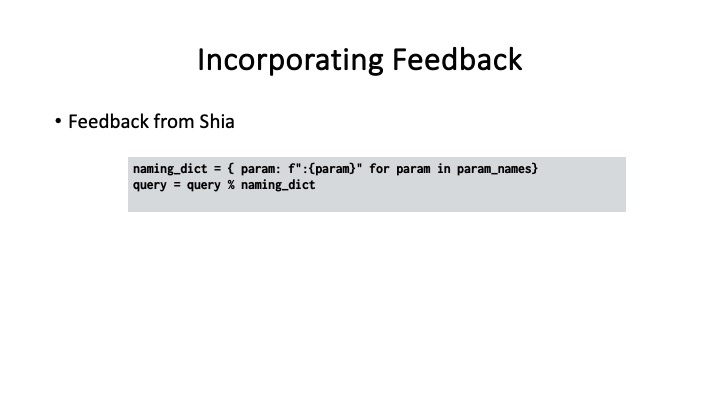 Incorporating Feedback
• Feedback from Shia
naming_dict = { param: f":{param}" for param in param_names}
query = query % naming_dict